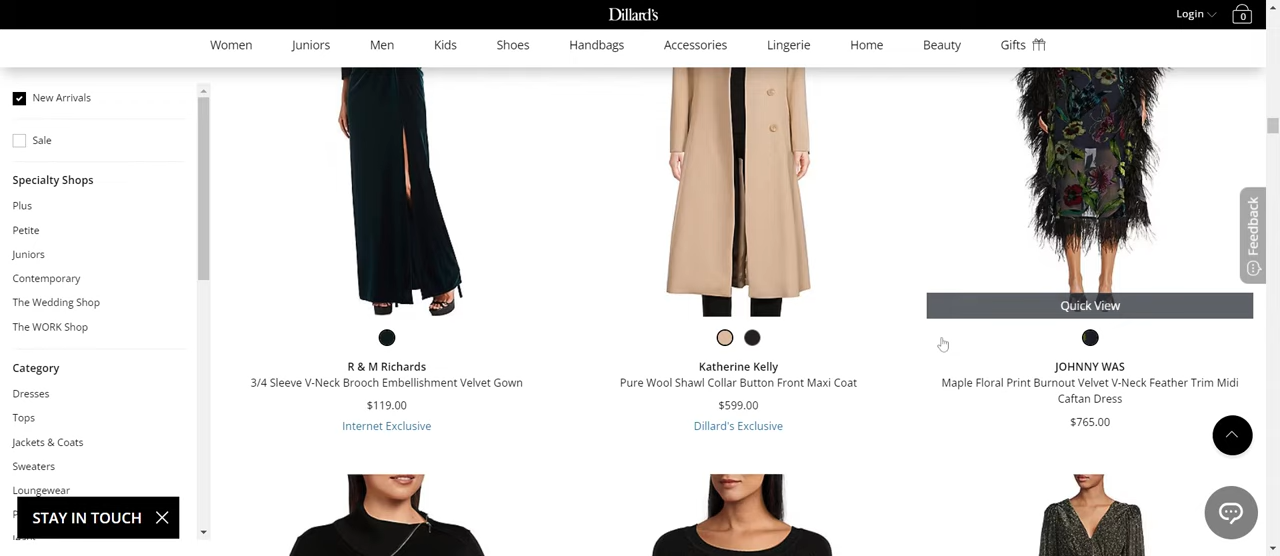 Dillard's
Login
0
Women
Juniors
Men
Kids
Shoes
Handbags
Accessories
Lingerie
Home
Beauty
Gifts
New Arrivals
Sale
Specialty Shops
Plus
Petite
Juniors
Contemporary
The Wedding Shop
The WORK Shop
Category
Dresses
Tops
Jackets & Coats
Sweaters
Loungewear
STAY IN TOUCH
R & M Richards
3/4 Sleeve V-Neck Brooch Embellishment Velvet Gown
$119.00
Internet Exclusive
Katherine Kelly
Pure Wool Shawl Collar Button Front Maxi Coat
$599.00
Dillard's Exclusive
Quick View
JOHNNY WAS
Maple Floral Print Burnout Velvet V-Neck Feather Trim Midi
Caftan Dress
$765.00
Feedback